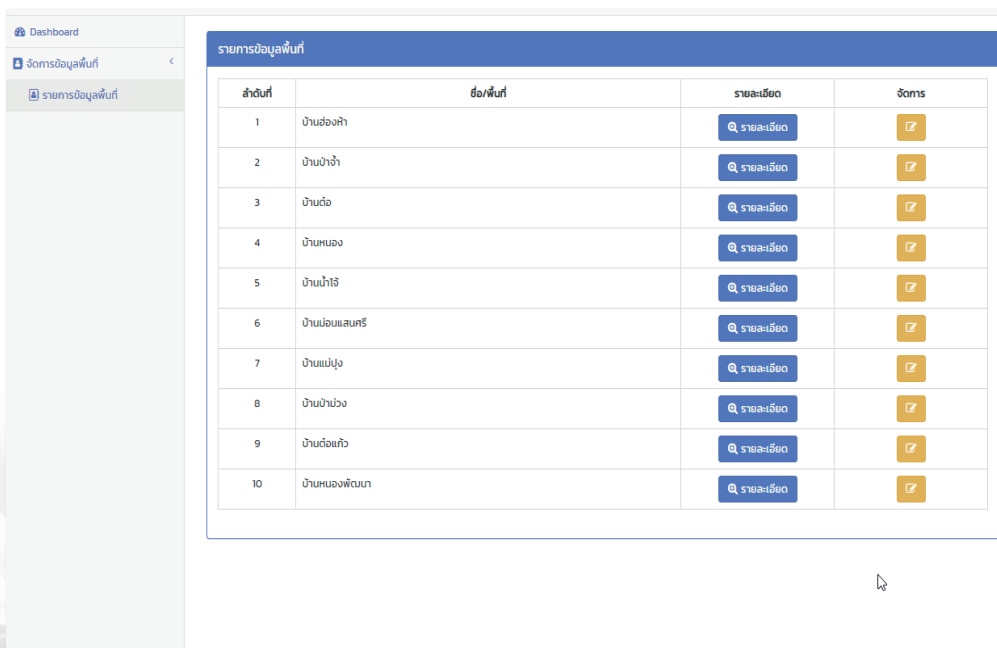 Dashboard
จัดการข้อมูลพื้นที่
รายการข้อมูลพื้นที่
รายการข้อมูลพื้นที่
ลำดับที่ ชื่อ/พื้นที่ รายละเอียด จัดการ
1 บ้านฮ่องห้า รายละเอียด
2 บ้านป่าจ้ำ รายละเอียด
3 บ้านต๋อ รายละเอียด
4 บ้านหนอง รายละเอียด
5 บ้านน้ำโจ้ รายละเอียด
6 บ้านม่อนแสนศรี รายละเอียด
7 บ้านแม่ปุง รายละเอียด
8 บ้านป่าม่วง รายละเอียด
9 บ้านต๋อแก้ว รายละเอียด
10 บ้านหนองพัฒนา รายละเอียด